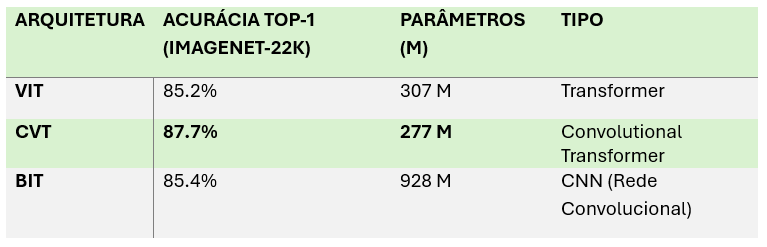 ARQUITETURA ACURÁCIA TOP-1 PARÂMETROS TIPO
(IMAGENET-22K) (M)
VIT 85.2% 307 M Transformer
CVT 87.7% 277 M Convolutional
Transformer
BIT 85.4% 928 M CNN (Rede
Convolucional)